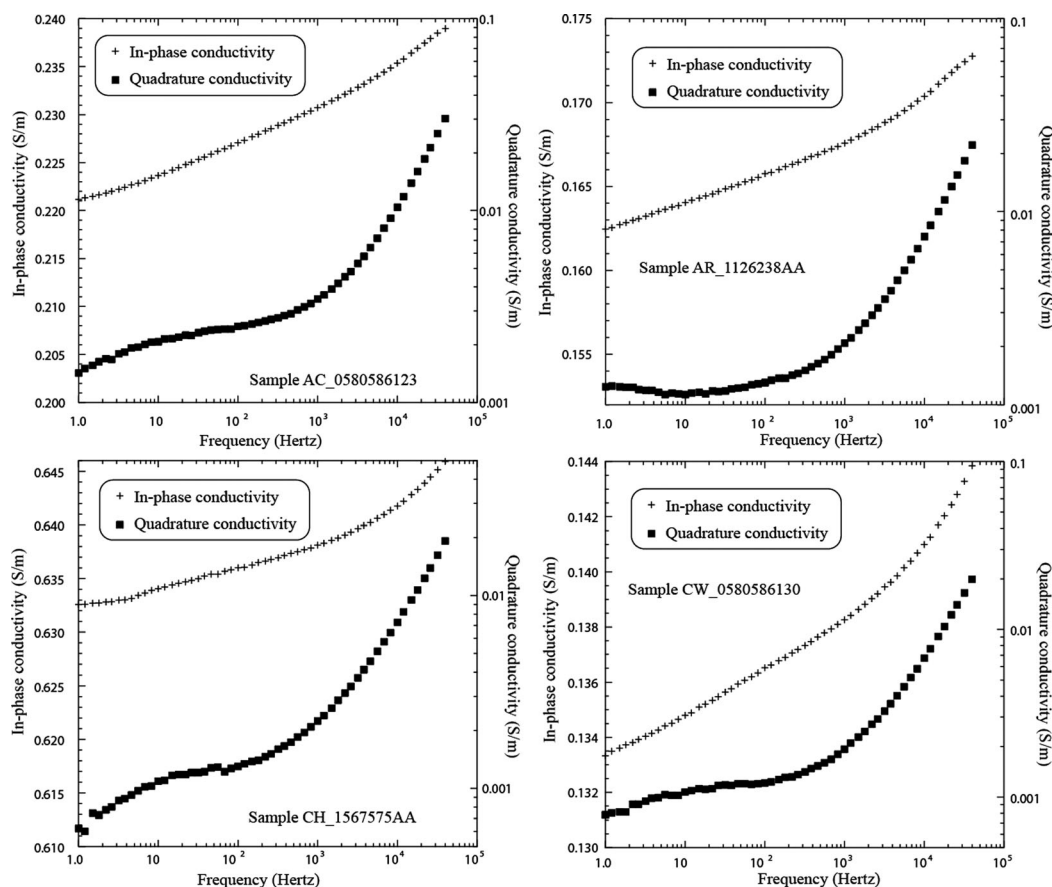 In-phase conductivity
Quadrature conductivity
In-phase conductivity (S/m)
0.240
0.235
0.230
0.225
0.220
0.215
0.210
0.205
0.200
Quadrature conductivity (S/m)
0.1
0.01
0.001
Sample AC_0580586123
1.0 10 10² 10³ 10⁴ 10⁵
Frequency (Hertz)
In-phase conductivity
Quadrature conductivity
In-phase conductivity (S/m)
0.175
0.170
0.165
0.160
0.155
Quadrature conductivity (S/m)
0.1
0.01
0.001
Sample AR_1126238AA
1.0 10 10² 10³ 10⁴ 10⁵
Frequency (Hertz)
In-phase conductivity
Quadrature conductivity
In-phase conductivity (S/m)
0.645
0.640
0.635
0.630
0.625
0.620
0.615
0.610
Quadrature conductivity (S/m)
0.1
0.01
0.001
Sample CH_1567575AA
1.0 10 10² 10³ 10⁴ 10⁵
Frequency (Hertz)
In-phase conductivity
Quadrature conductivity
In-phase conductivity (S/m)
0.144
0.142
0.140
0.138
0.136
0.134
0.132
0.130
Quadrature conductivity (S/m)
0.1
0.01
0.001
Sample CW_0580586130
1.0 10 10² 10³ 10⁴ 10⁵
Frequency (Hertz)